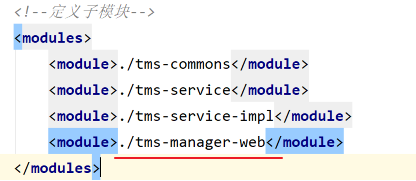 <!--定义子模块-->
<modules>
<module>./tms-commons</module>
<module>./tms-service</module>
<module>./tms-service-impl</module>
<module>./tms-manager-web</module>
</modules>